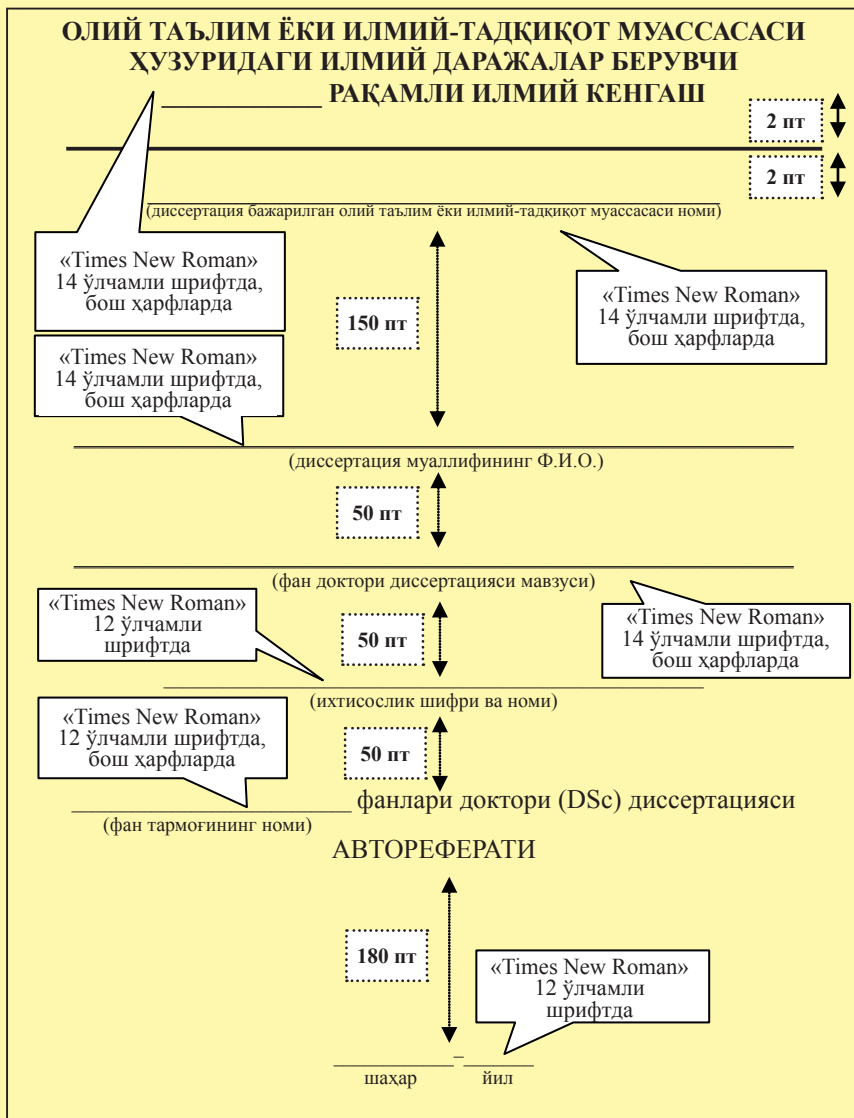 ОЛИЙ ТАЪЛИМ ЁКИ ИЛМИЙ-ТАДҚИҚОТ МУАССАСАСИ
ҲУЗУРИДАГИ ИЛМИЙ ДАРАЖАЛАР БЕРУВЧИ
____________ РАҚАМЛИ ИЛМИЙ КЕНГАШ
2 пт
2 пт
(диссертация бажарилган олий таълим ёки илмий-тадқиқот муассасаси номи)
«Times New Roman»
14 ўлчамли шрифтда,
бош ҳарфларда
«Times New Roman»
14 ўлчамли шрифтда,
бош ҳарфларда
150 пт
«Times New Roman»
14 ўлчамли шрифтда,
бош ҳарфларда
(диссертация муаллифининг Ф.И.О.)
50 пт
(фан доктори диссертацияси мавзуси)
«Times New Roman»
12 ўлчамли
шрифтда
50 пт
«Times New Roman»
14 ўлчамли шрифтда,
бош ҳарфларда
(ихтисослик шифри ва номи)
«Times New Roman»
12 ўлчамли шрифтда,
бош ҳарфларда
50 пт
____________________ фанлари доктори (DSc) диссертацияси
(фан тармоғининг номи)
АВТОРЕФЕРАТИ
180 пт
«Times New Roman»
12 ўлчамли
шрифтда
__________–______
шаҳар йил